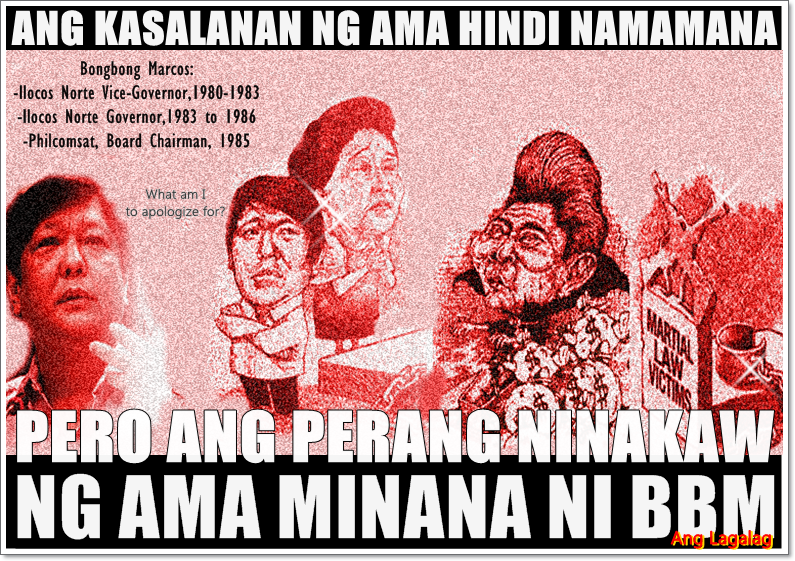 ANG KASALANAN NG AMA HINDI NAMAMANA
Bongbong Marcos:
-Ilocos Norte Vice-Governor,1980-1983
-Ilocos Norte Governor,1983 to 1986
-Philcomsat, Board Chairman, 1985
What am I
to apologize for?
MARTIAL
LAW
VICTIMS
PERO ANG PERANG NINAKAW
NG AMA MINANA NI BBM
Ang Lagalag